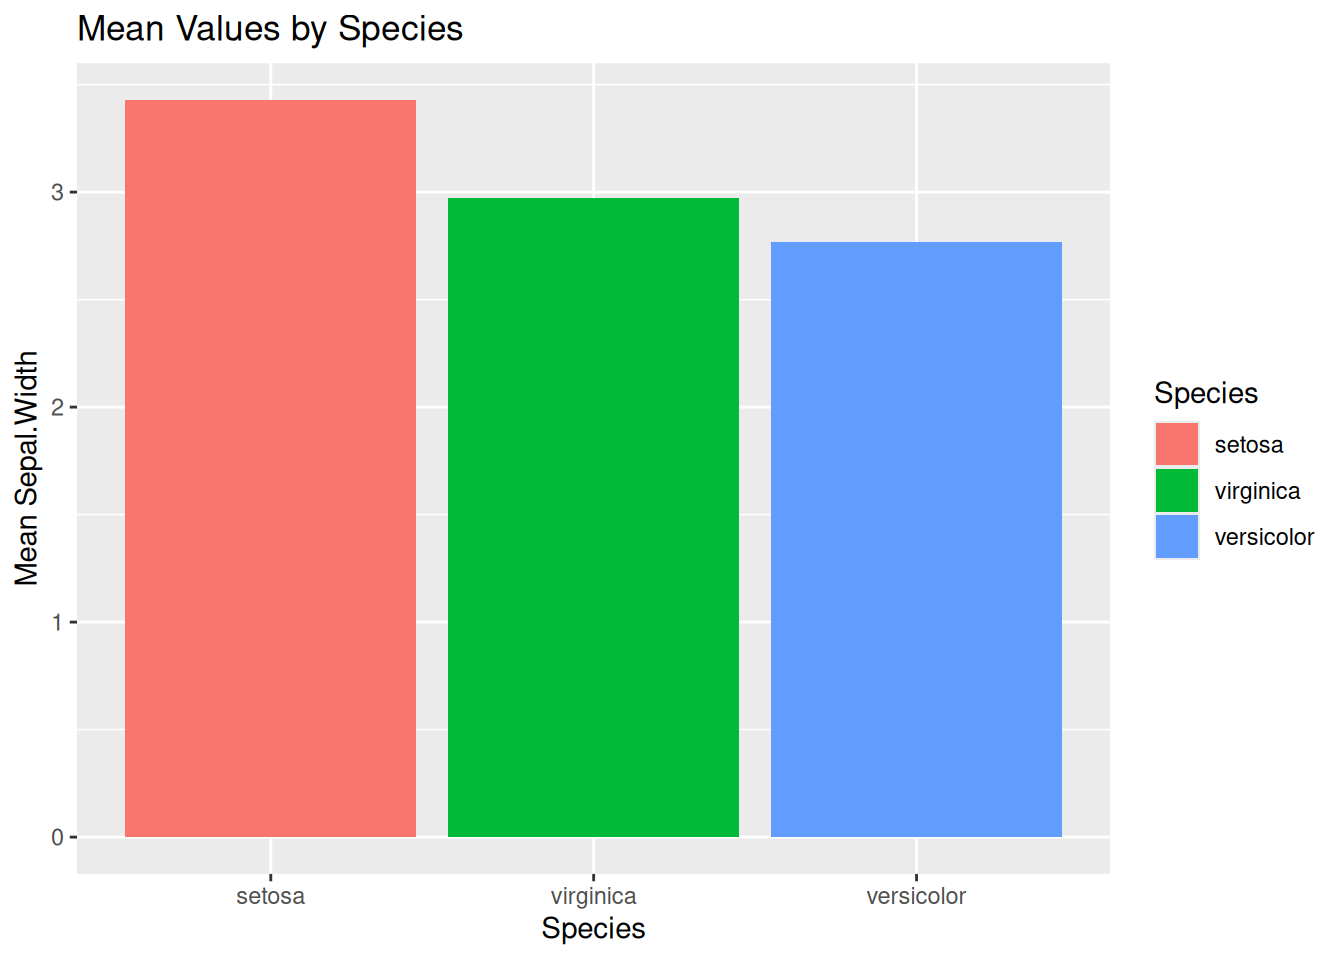 Mean Values by Species
Mean Sepal.Width
3
2
1
0
setosa
virginica
versicolor
Species
Species
setosa
virginica
versicolor